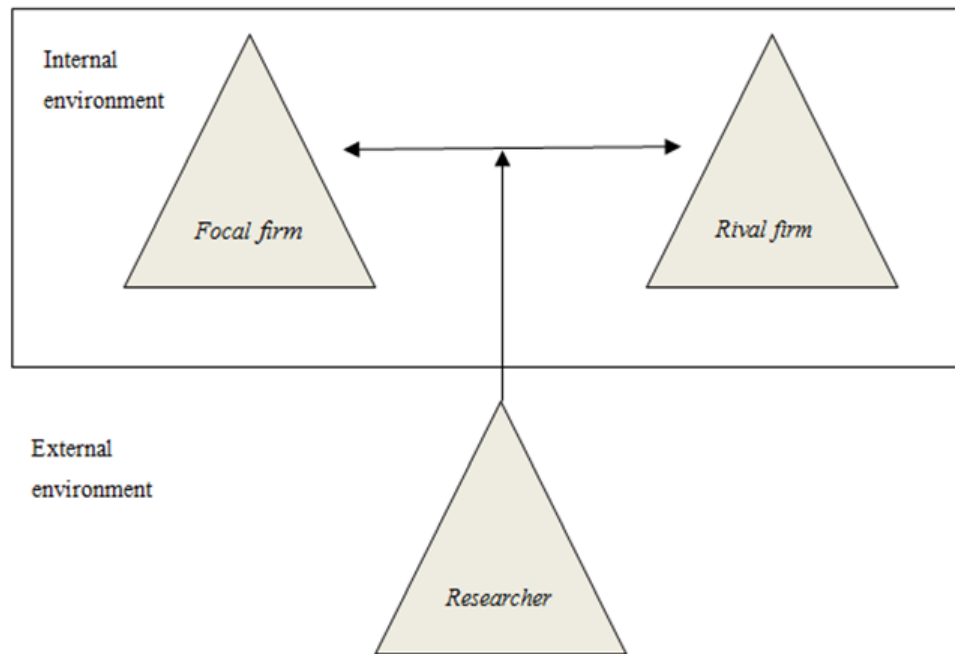 Internal
environment
Focal firm
Rival firm
External
environment
Researcher